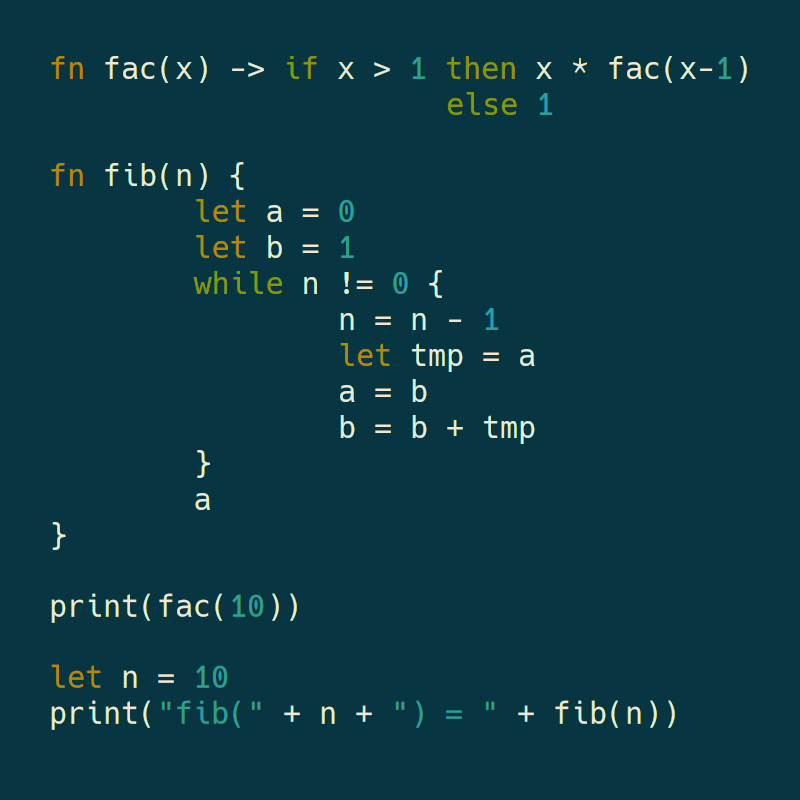 fn fac(x) -> if x > 1 then x * fac(x-1)
                      else 1
fn fib(n) {
        let a = 0
        let b = 1
        while n != 0 {
                n = n - 1
                let tmp = a
                a = b
                b = b + tmp
        }
        a
}
print(fac(10))
let n = 10
print("fib(" + n + ") = " + fib(n))